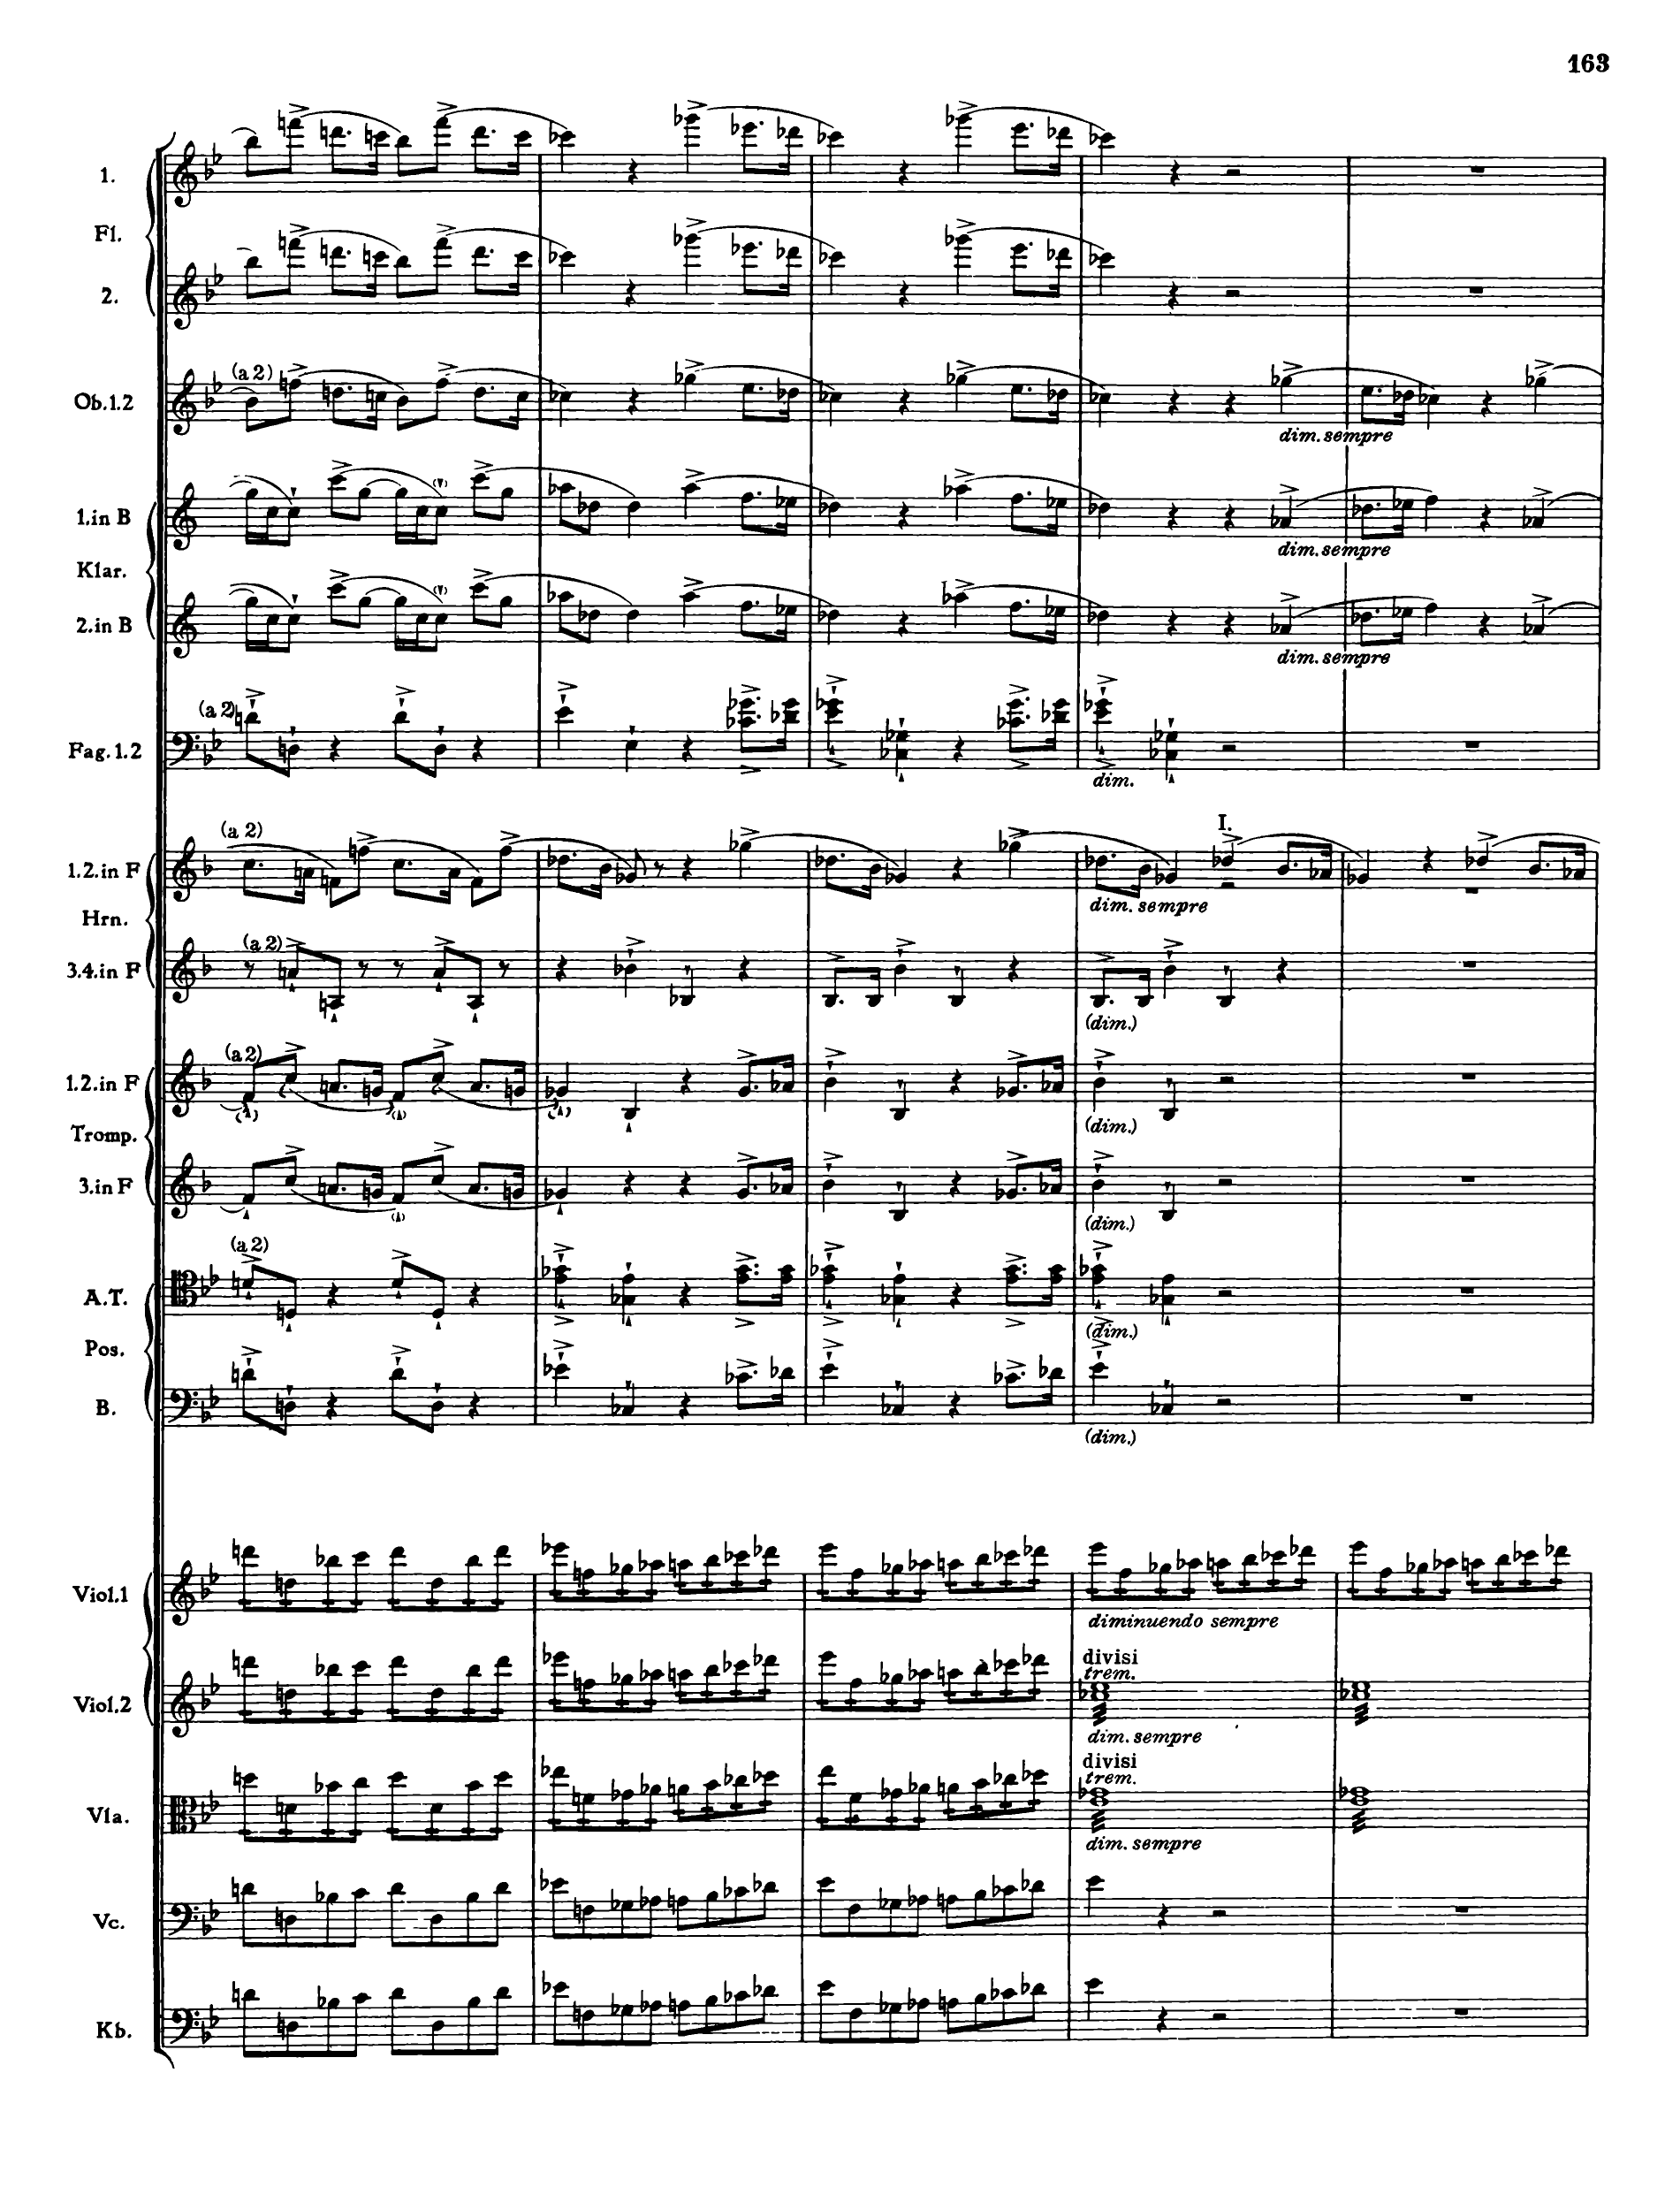 163
1.
Fl.
2.
(a 2)
Ob.1.2
dim. sempre
1.in B
dim. sempre
Klar.
2.in B
dim. sempre
(a 2)
Fag.1.2
dim.
(a 2)
I.
1.2.in F
dim. sempre
Hrn.
(a 2)
3.4.in F
(dim.)
(a 2)
1.2.in F
(dim.)
Tromp.
3.in F
(dim.)
(a 2)
A.T.
(dim.)
Pos.
B.
(dim.)
Viol.1
diminuendo sempre
divisi
trem.
Viol.2
dim. sempre
divisi
trem.
Vla.
dim. sempre
Vc.
Kb.